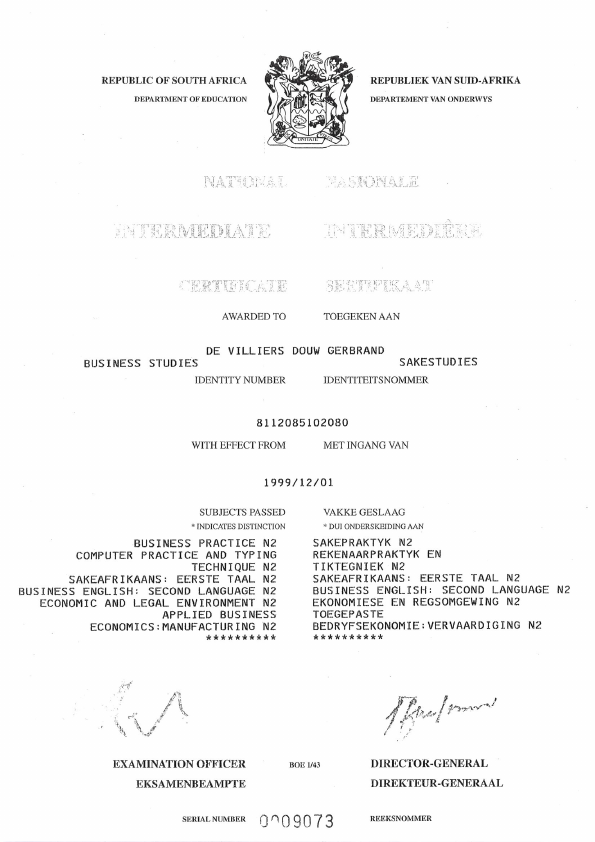 REPUBLIC OF SOUTH AFRICA REPUBLIEK VAN SUID-AFRIKA
DEPARTMENT OF EDUCATION DEPARTEMENT VAN ONDERWYS
NATIONAL NASIONALE
INTERMEDIATE INTERMEDIÊRE
CERTIFICATE SERTIFIKAAT
AWARDED TO TOEGEKEN AAN
DE VILLIERS DOUW GERBRAND
BUSINESS STUDIES SAKESTUDIES
IDENTITY NUMBER IDENTITEITSNOMMER
8112085102080
WITH EFFECT FROM MET INGANG VAN
1999/12/01
SUBJECTS PASSED VAKKE GESLAAG
* INDICATES DISTINCTION * DUI ONDERSKEIDING AAN
BUSINESS PRACTICE N2 SAKEPRAKTYK N2
COMPUTER PRACTICE AND TYPING REKENAARPRAKTYK EN
TECHNIQUE N2 TIKTEGNIEK N2
SAKEAFRIKAANS: EERSTE TAAL N2 SAKEAFRIKAANS: EERSTE TAAL N2
BUSINESS ENGLISH: SECOND LANGUAGE N2 BUSINESS ENGLISH: SECOND LANGUAGE N2
ECONOMIC AND LEGAL ENVIRONMENT N2 EKONOMIESE EN REGSOMGEWING N2
APPLIED BUSINESS TOEGEPASTE
ECONOMICS:MANUFACTURING N2 BEDRYFSEKONOMIE:VERVAARDIGING N2
********** **********
EXAMINATION OFFICER BOE 1/43 DIRECTOR-GENERAL
EKSAMENBEAMPTE DIREKTEUR-GENERAAL
SERIAL NUMBER 0009073 REEKSNOMMER